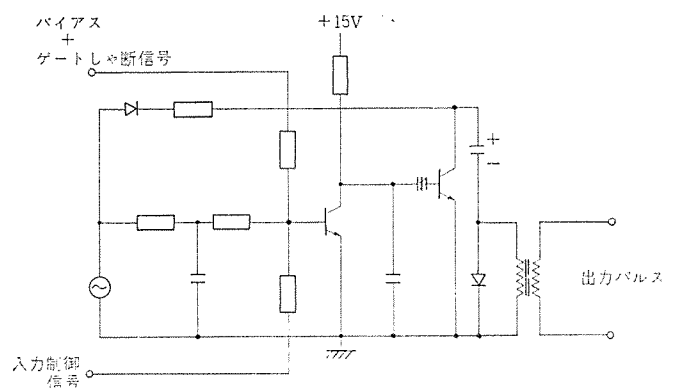 バイアス
+
ゲートしゃ断信号
+15V
+
−
出力パルス
入力制御
信号